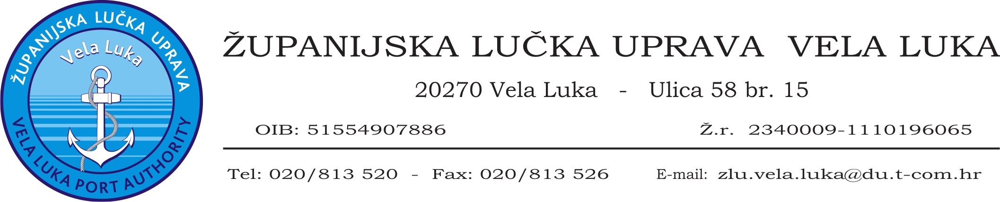 ŽUPANIJSKA LUČKA UPRAVA
Vela Luka
VELA LUKA PORT AUTHORITY
ŽUPANIJSKA LUČKA UPRAVA VELA LUKA
20270 Vela Luka - Ulica 58 br. 15
OIB: 51554907886 Ž.r. 2340009-1110196065
Tel: 020/813 520 - Fax: 020/813 526 E-mail: zlu.vela.luka@du.t-com.hr